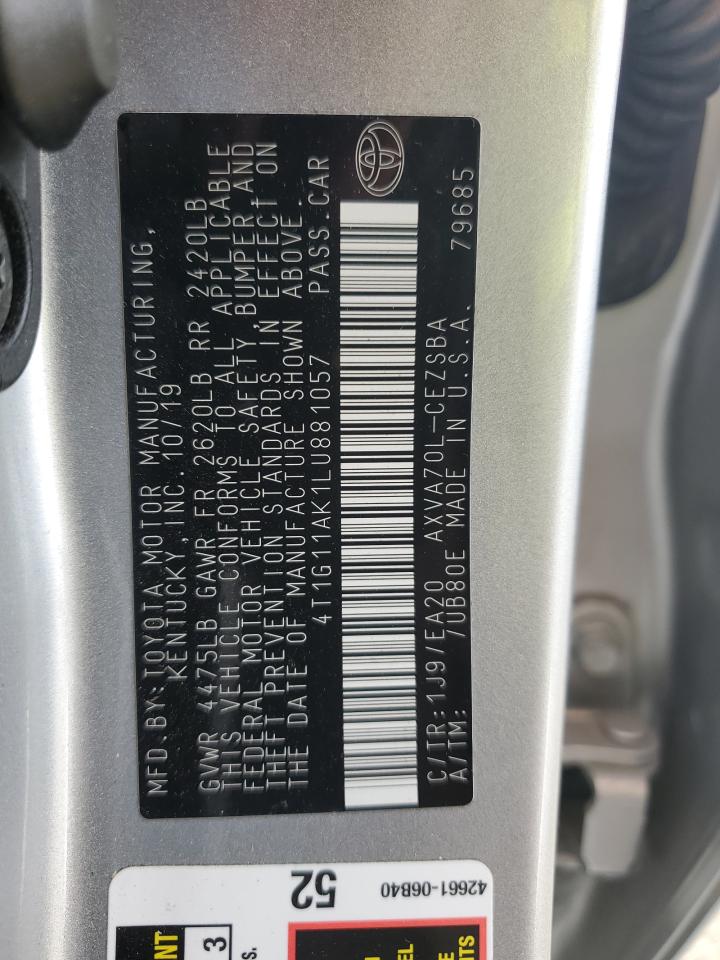 MFD.BY:TOYOTA MOTOR MANUFACTURING,
KENTUCKY,INC. 10/19
GVWR 4475LB GAWR FR 2620LB RR 2420LB
THIS VEHICLE CONFORMS TO ALL APPLICABLE
FEDERAL MOTOR VEHICLE SAFETY,BUMPER,AND
THEFT PREVENTION STANDARDS IN EFFECT ON
THE DATE OF MANUFACTURE SHOWN ABOVE.
4T1G11AK1LU881057 PASS.CAR
C/TR:1J9/EA20 AXVA70L-CEZSBA 79685
A/TM: /UB80E MADE IN U.S.A.
52
42661-06B40
3